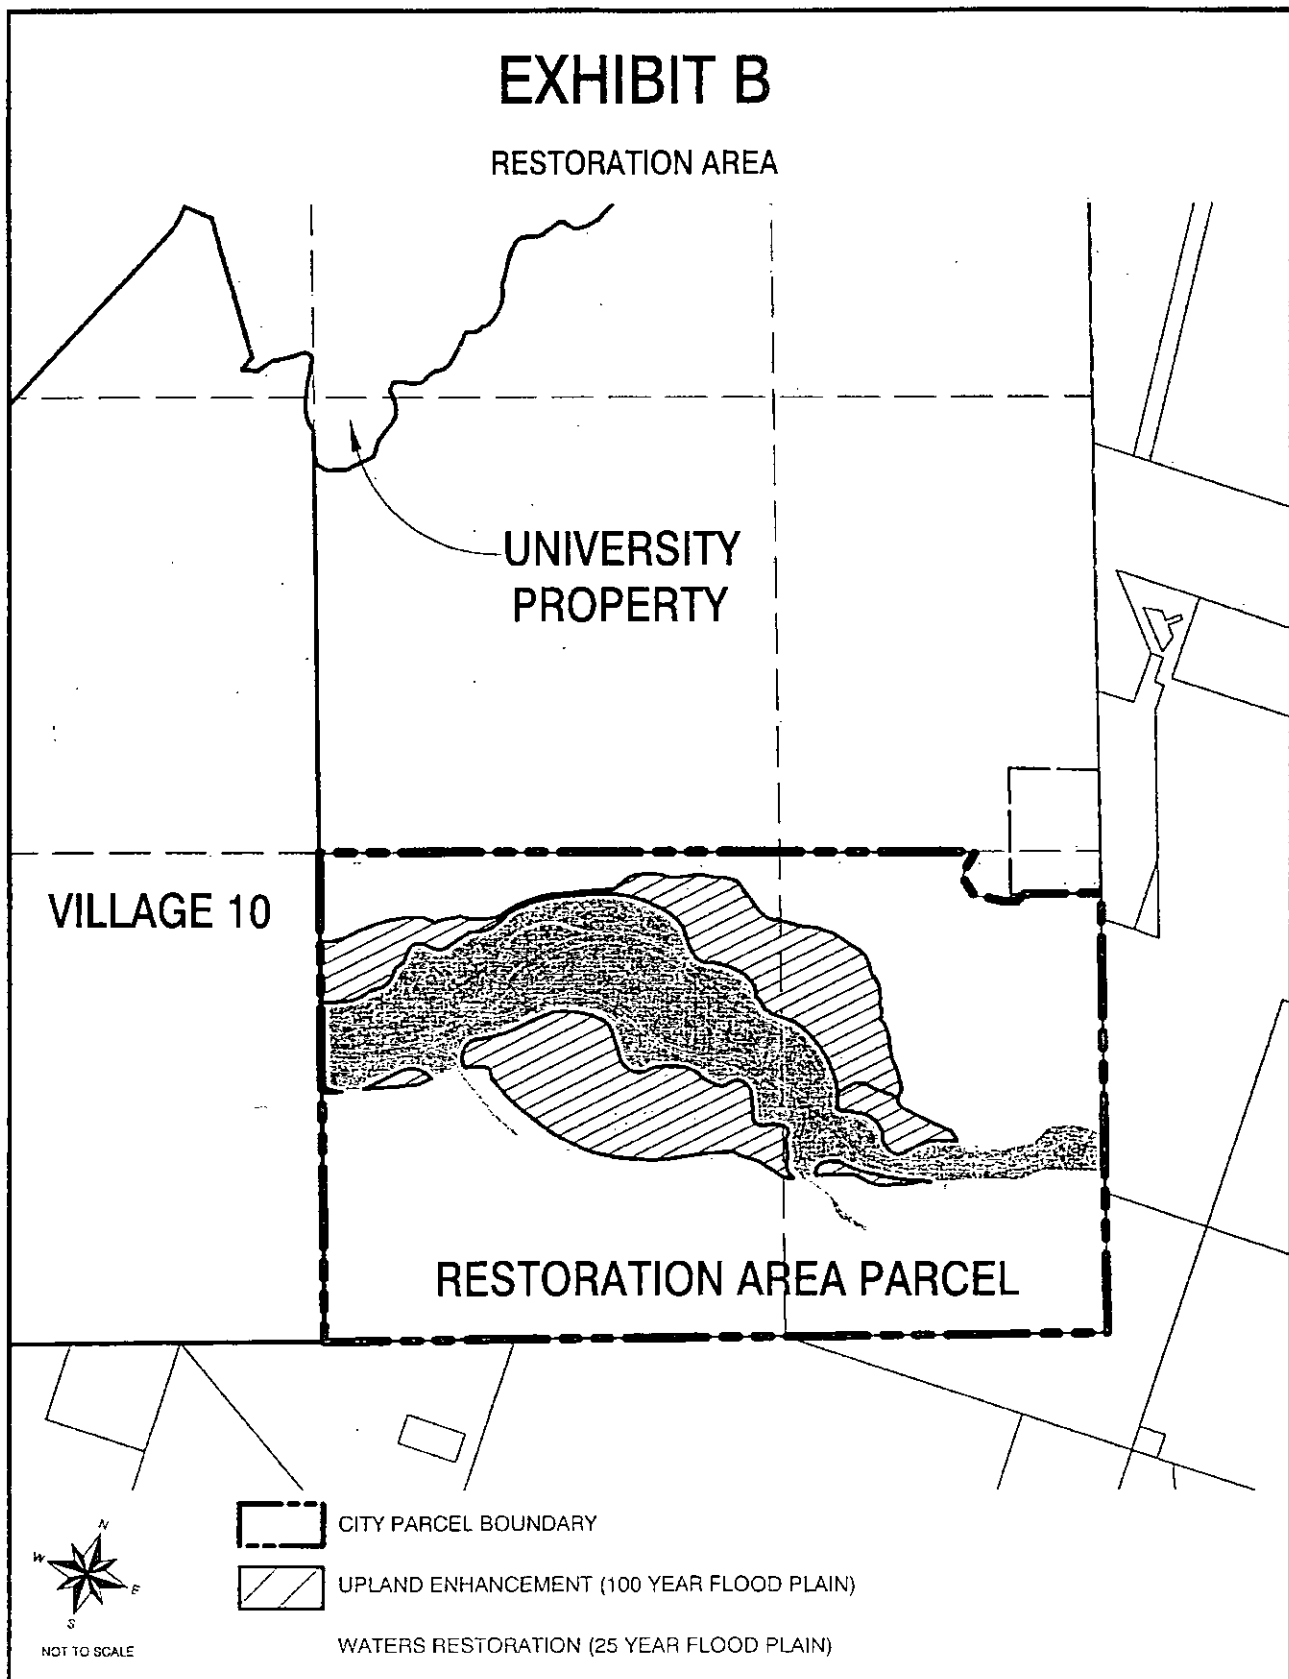 EXHIBIT B
RESTORATION AREA
UNIVERSITY
PROPERTY
VILLAGE 10
RESTORATION AREA PARCEL
CITY PARCEL BOUNDARY
UPLAND ENHANCEMENT (100 YEAR FLOOD PLAIN)
WATERS RESTORATION (25 YEAR FLOOD PLAIN)
N
W
E
S
NOT TO SCALE